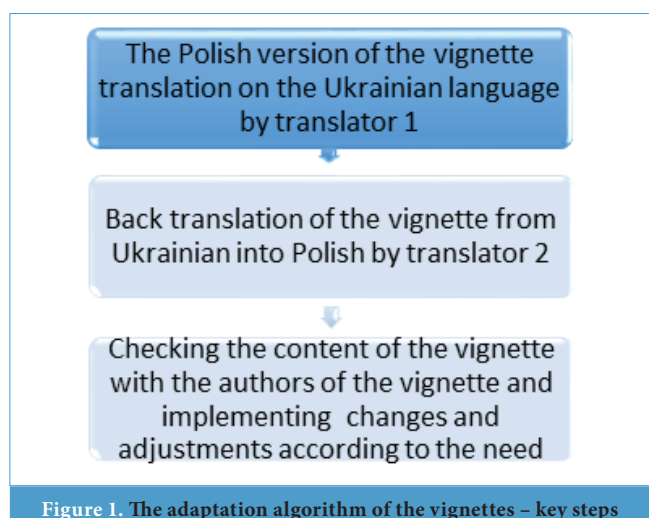 The Polish version of the vignette
translation on the Ukrainian language
by translator 1
Back translation of the vignette from
Ukrainian into Polish by translator 2
Checking the content of the vignette
with the authors of the vignette and
implementing changes and
adjustments according to the need
Figure 1. The adaptation algorithm of the vignettes – key steps